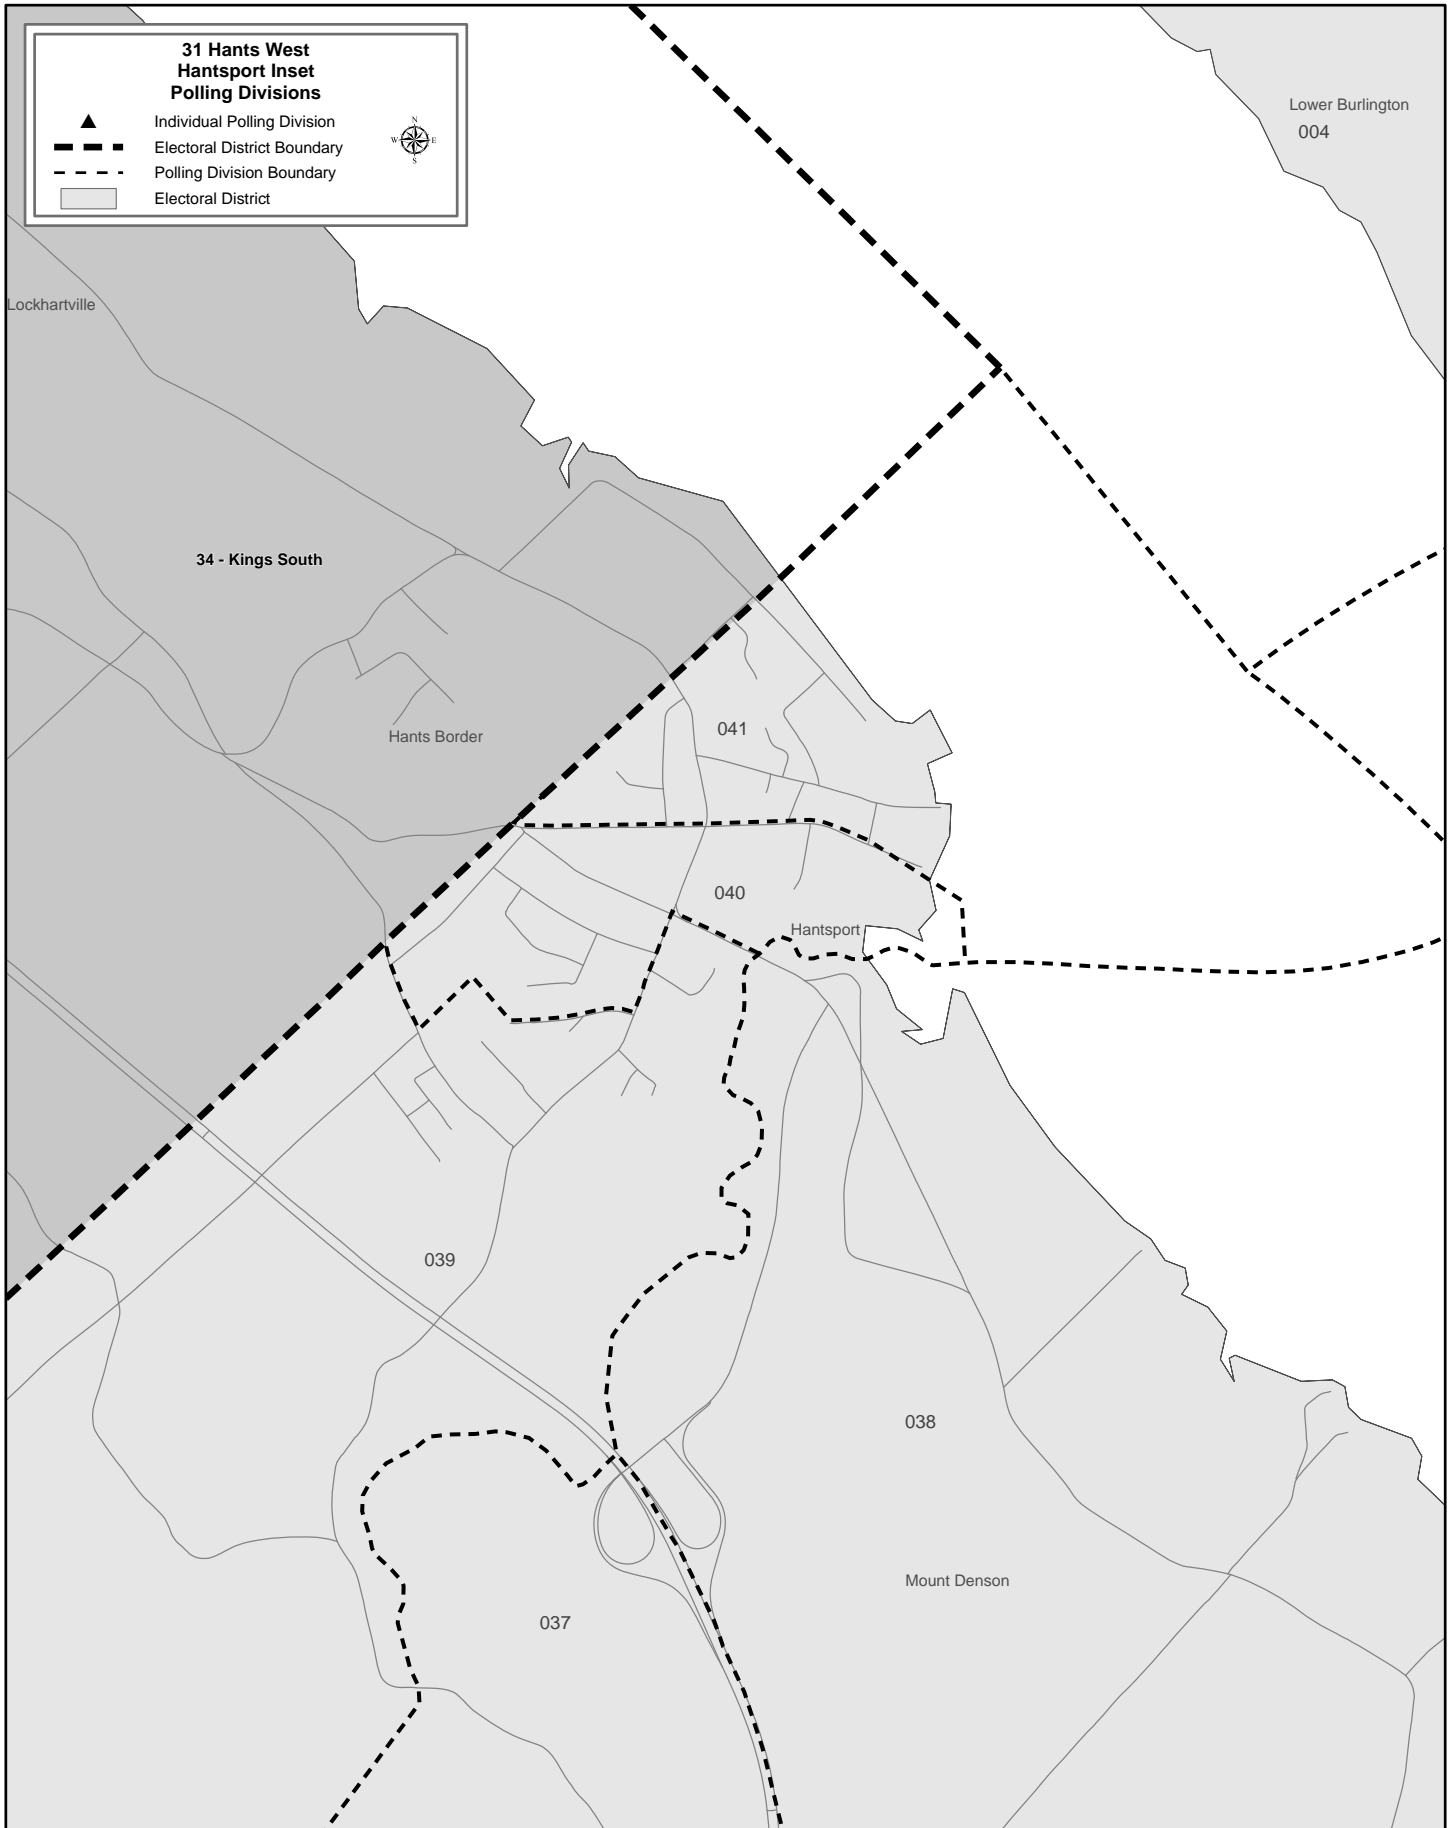 31 Hants West
Hantsport Inset
Polling Divisions
Individual Polling Division
Electoral District Boundary
Polling Division Boundary
Electoral District
N
W E
S
Lower Burlington
004
Lockhartville
34 - Kings South
041
Hants Border
040
Hantsport
039
038
Mount Denson
037